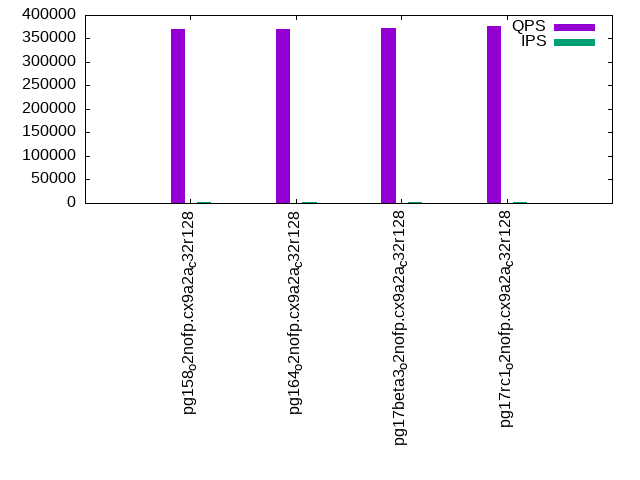 400000
350000
300000
250000
200000
150000
100000
50000
0
QPS
IPS
pg158o2nofp.cx9a2ac32r128
pg164o2nofp.cx9a2ac32r128
pg17beta3o2nofp.cx9a2ac32r128
pg17rc1o2nofp.cx9a2ac32r128